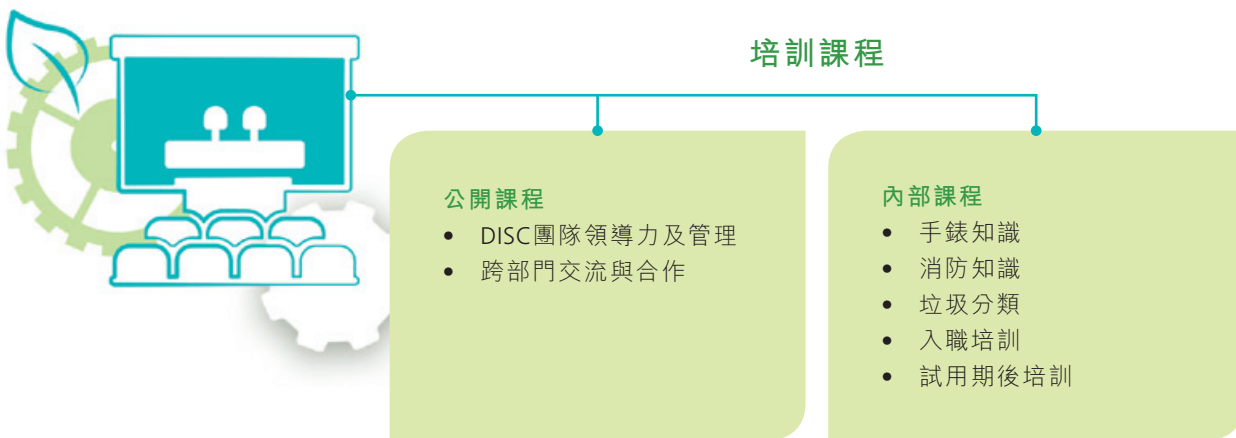 培訓課程
公開課程
• DISC團隊領導力及管理
• 跨部門交流與合作
內部課程
• 手錶知識
• 消防知識
• 垃圾分類
• 入職培訓
• 試用期後培訓